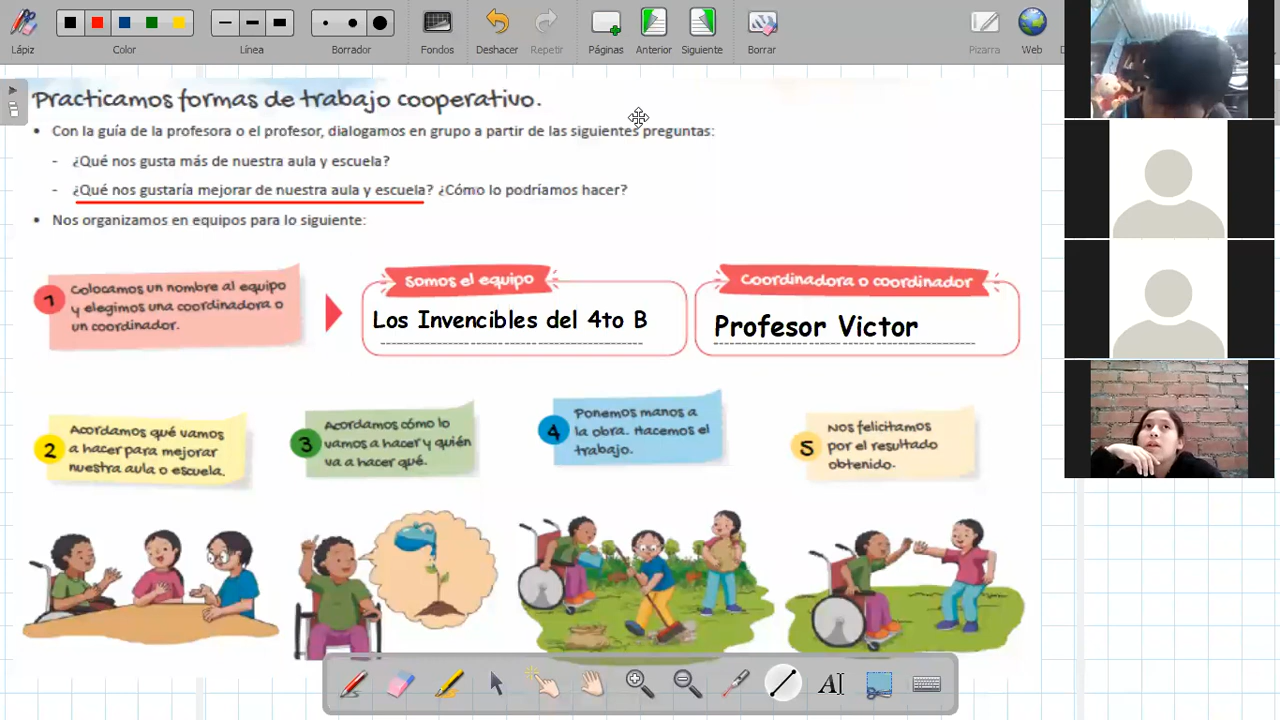 Lápiz
Color
Línea
Borrador
Fondos
Deshacer
Repetir
Páginas
Anterior
Siguiente
Borrar
Pizarra
Web
Practicamos formas de trabajo cooperativo.
• Con la guía de la profesora o el profesor, dialogamos en grupo a partir de las siguientes preguntas:
- ¿Qué nos gusta más de nuestra aula y escuela?
- ¿Qué nos gustaría mejorar de nuestra aula y escuela? ¿Cómo lo podríamos hacer?
• Nos organizamos en equipos para lo siguiente:
1
Colocamos un nombre al equipo
y elegimos una coordinadora o
un coordinador.
Somos el equipo
Los Invencibles del 4to B
Coordinadora o coordinador
Profesor Victor
2
Acordamos qué vamos
a hacer para mejorar
nuestra aula o escuela.
3
Acordamos cómo lo
vamos a hacer y quién
va a hacer qué.
4
Ponemos manos a
la obra. Hacemos el
trabajo.
5
Nos felicitamos
por el resultado
obtenido.